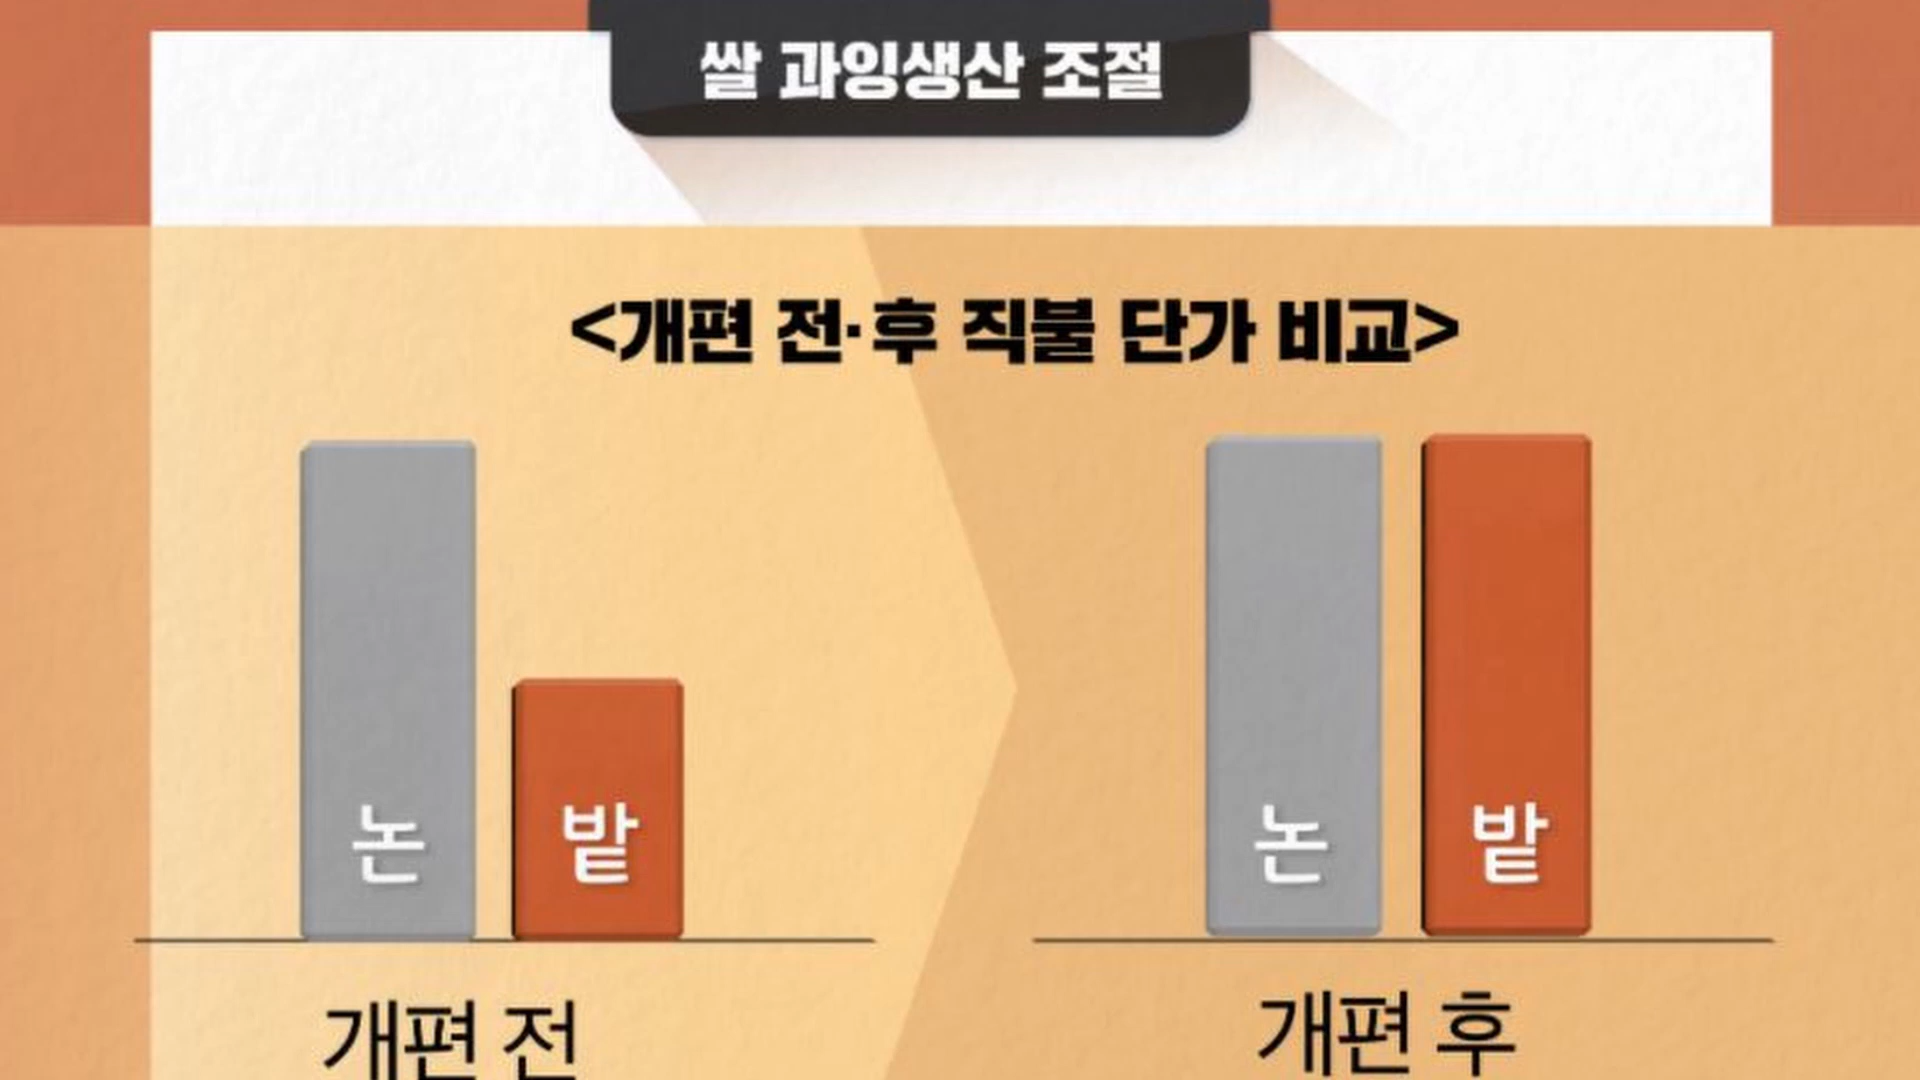 쌀 과잉생산 조절
<개편 전·후 직불 단가 비교>
논 밭 논 밭
개편 전 개편 후